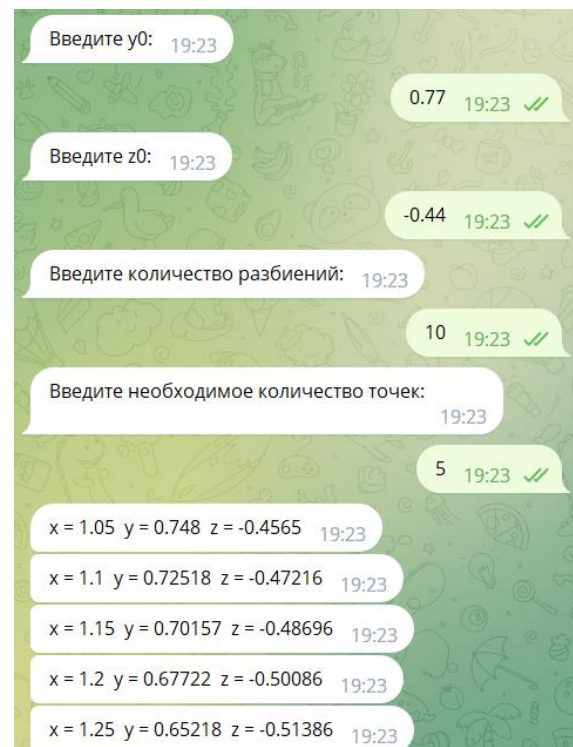 Введите y0: 19:23
0.77 19:23
Введите z0: 19:23
-0.44 19:23
Введите количество разбиений: 19:23
10 19:23
Введите необходимое количество точек:
19:23
5 19:23
x = 1.05 y = 0.748 z = -0.4565 19:23
x = 1.1 y = 0.72518 z = -0.47216 19:23
x = 1.15 y = 0.70157 z = -0.48696 19:23
x = 1.2 y = 0.67722 z = -0.50086 19:23
x = 1.25 y = 0.65218 z = -0.51386 19:23